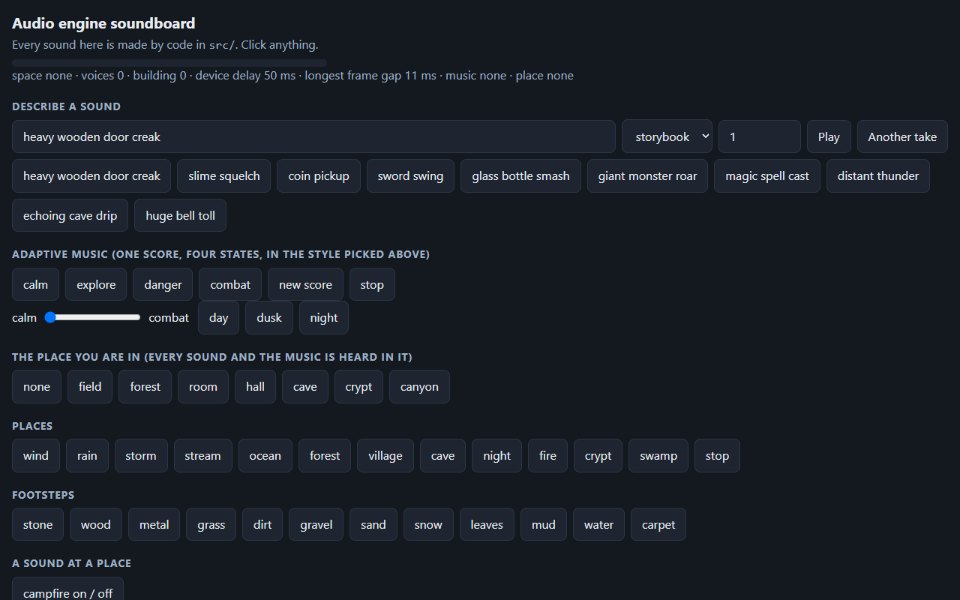 Audio engine soundboard
Every sound here is made by code in src/. Click anything.
space none · voices 0 · building 0 · device delay 50 ms · longest frame gap 11 ms · music none · place none
DESCRIBE A SOUND
heavy wooden door creak storybook 1 Play Another take
heavy wooden door creak slime squelch coin pickup sword swing glass bottle smash giant monster roar magic spell cast distant thunder
echoing cave drip huge bell toll
ADAPTIVE MUSIC (ONE SCORE, FOUR STATES, IN THE STYLE PICKED ABOVE)
calm explore danger combat new score stop
calm combat day dusk night
THE PLACE YOU ARE IN (EVERY SOUND AND THE MUSIC IS HEARD IN IT)
none field forest room hall cave crypt canyon
PLACES
wind rain storm stream ocean forest village cave night fire crypt swamp stop
FOOTSTEPS
stone wood metal grass dirt gravel sand snow leaves mud water carpet
A SOUND AT A PLACE
campfire on / off